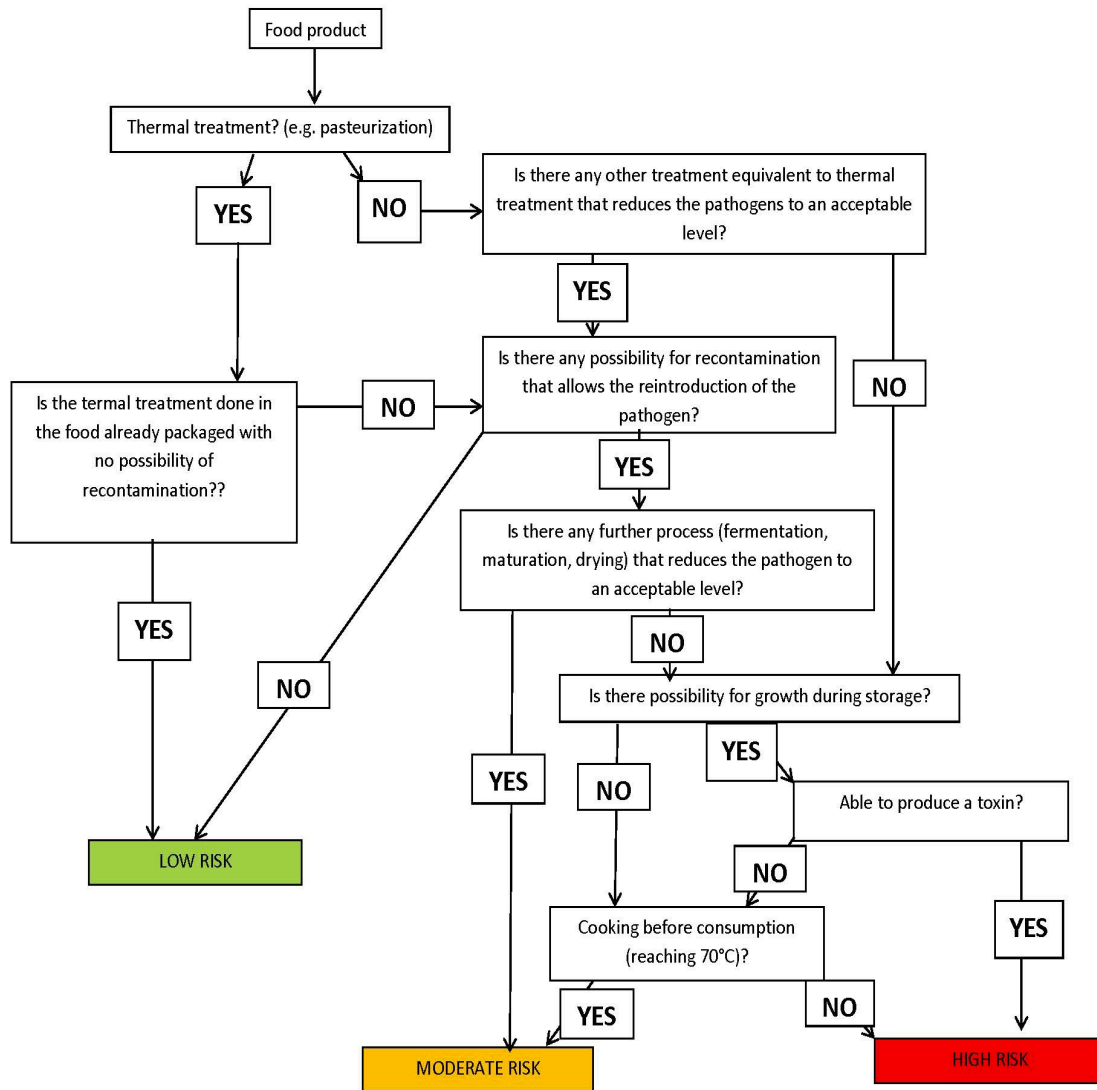 Food product
Thermal treatment? (e.g. pasteurization)
YES
NO
Is there any other treatment equivalent to thermal
treatment that reduces the pathogens to an acceptable
level?
YES
NO
Is the termal treatment done in
the food already packaged with
no possibility of
recontamination??
NO
Is there any possibility for recontamination
that allows the reintroduction of the
pathogen?
YES
Is there any further process (fermentation,
maturation, drying) that reduces the pathogen to
an acceptable level?
YES
NO
NO
Is there possibility for growth during storage?
YES
NO
YES
Able to produce a toxin?
LOW RISK
NO
YES
Cooking before consumption
(reaching 70°C)?
YES
NO
MODERATE RISK
HIGH RISK